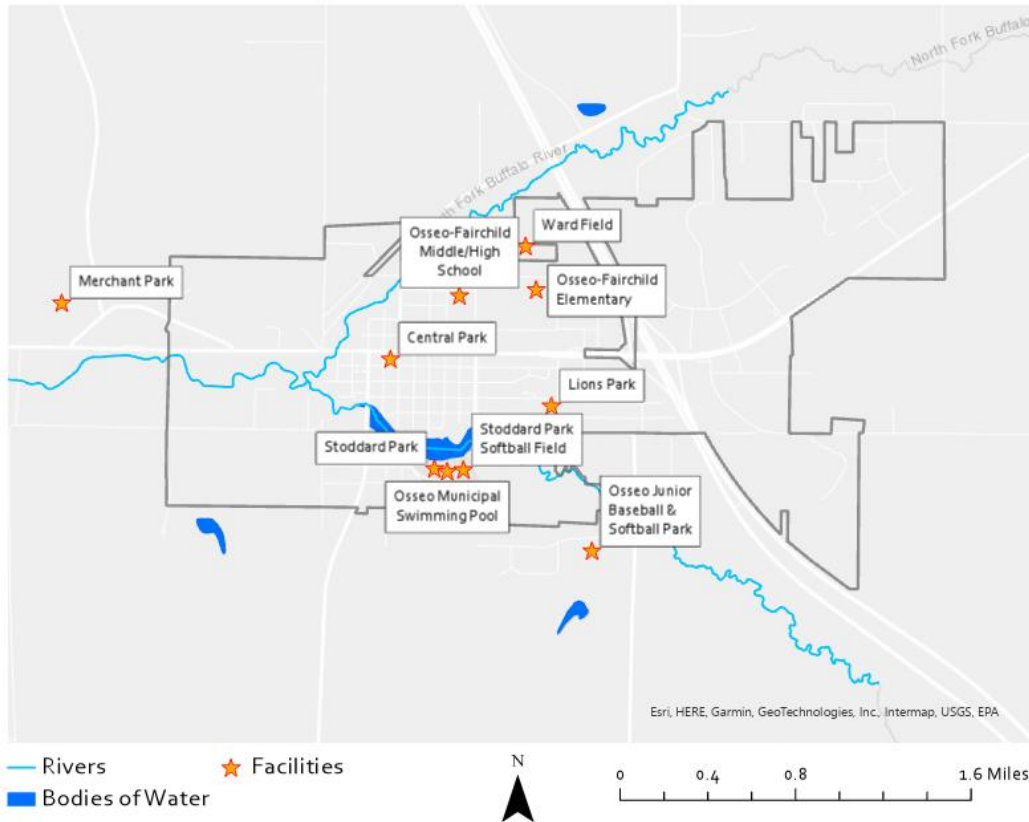 North Fork Buffalo
North Fork Buffalo River
Osseo-Fairchild
Middle/High
School
Ward Field
Merchant Park
Osseo-Fairchild
Elementary
Central Park
Lions Park
Stoddard Park
Stoddard Park
Softball Field
Osseo Municipal
Swimming Pool
Osseo Junior
Baseball &
Softball Park
Esri, HERE, Garmin, GeoTechnologies, Inc., Intermap, USGS, EPA
Rivers
Facilities
Bodies of Water
N
0 0.4 0.8 1.6 Miles